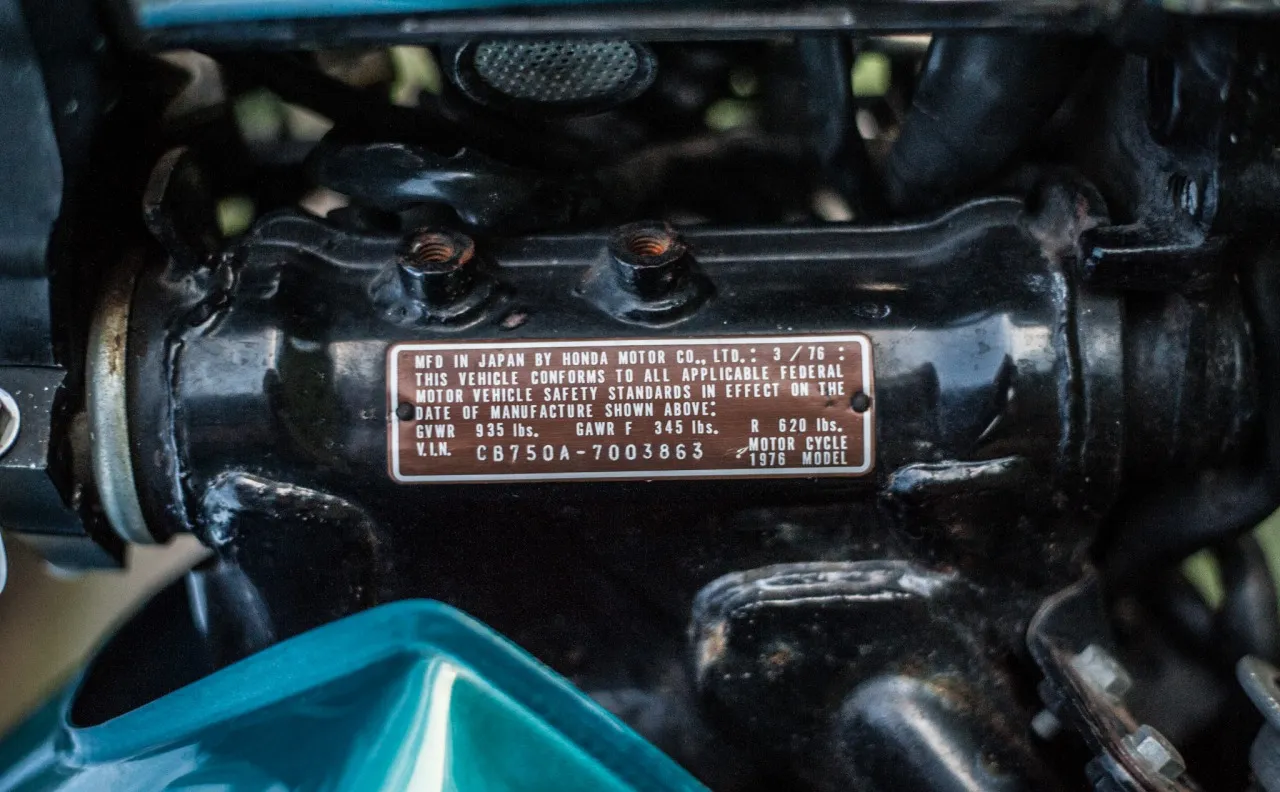 MFD IN JAPAN BY HONDA MOTOR CO., LTD.: 3 / 76 :
THIS VEHICLE CONFORMS TO ALL APPLICABLE FEDERAL
MOTOR VEHICLE SAFETY STANDARDS IN EFFECT ON THE
DATE OF MANUFACTURE SHOWN ABOVE:
GVWR 935 lbs. GAWR F 345 lbs. R 620 lbs.
V.I.N. CB750A-7003863 MOTOR CYCLE
1976 MODEL